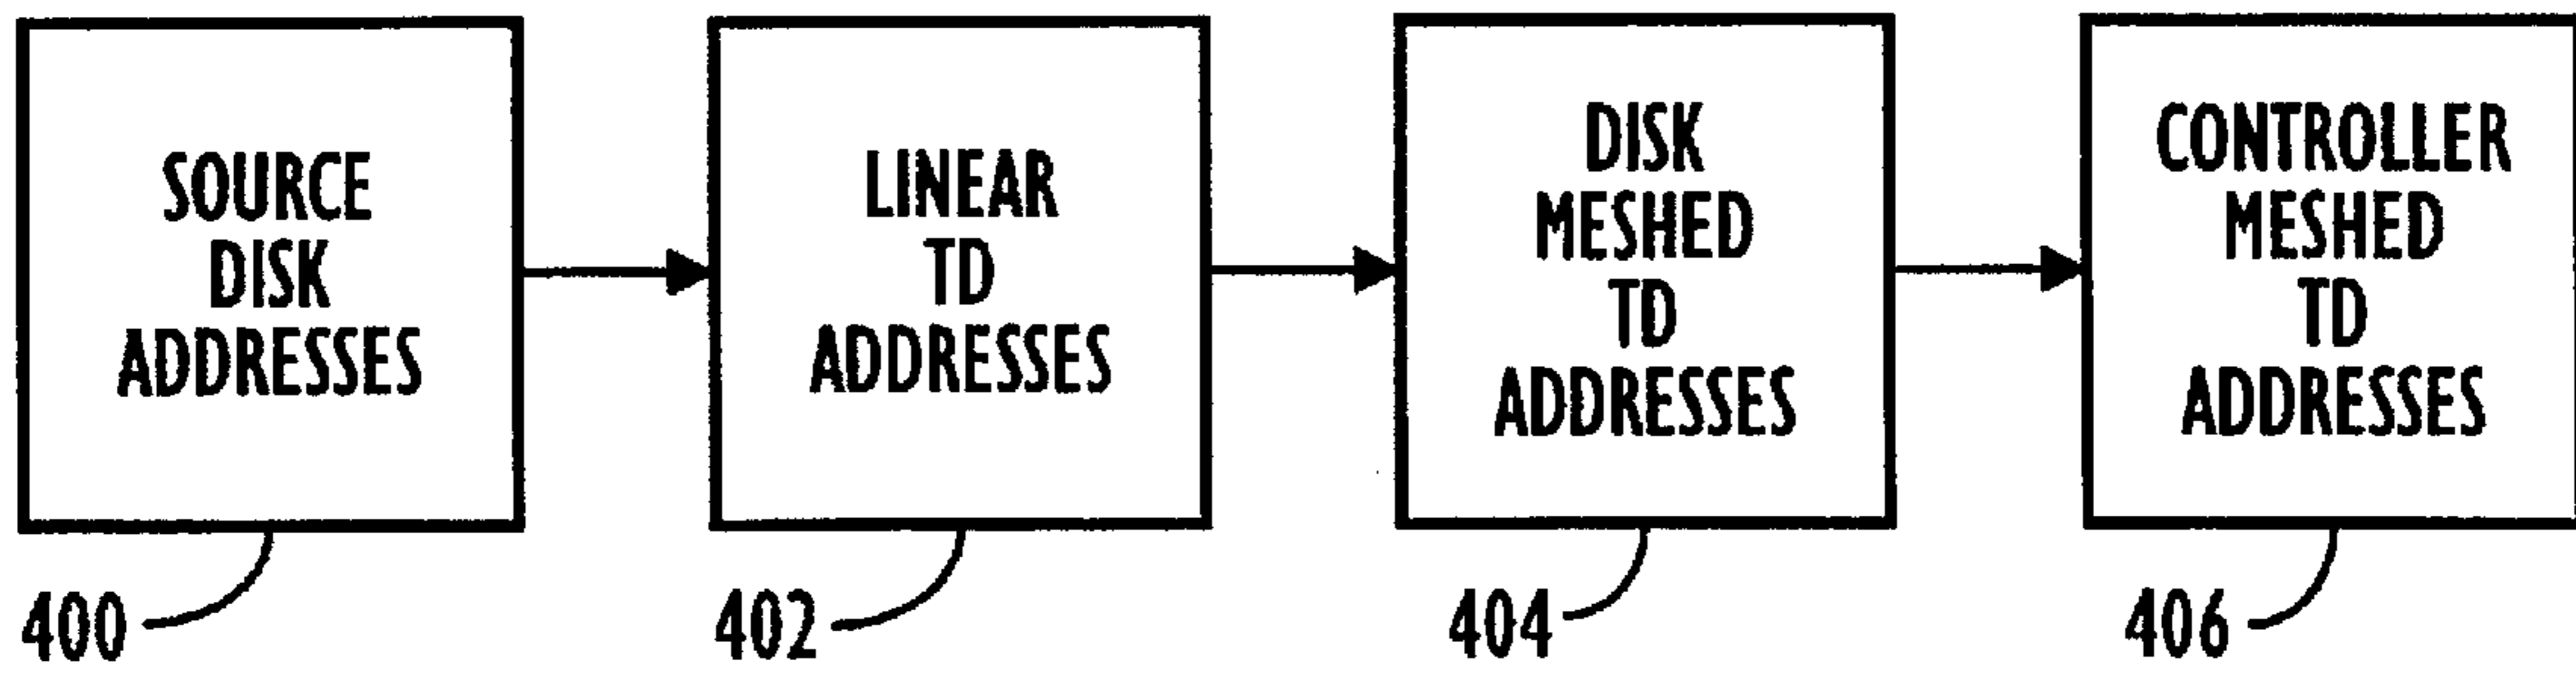 SOURCE
DISK
ADDRESSES
LINEAR
TD
ADDRESSES
DISK
MESHED
TD
ADDRESSES
CONTROLLER
MESHED
TD
ADDRESSES
400
402
404
406